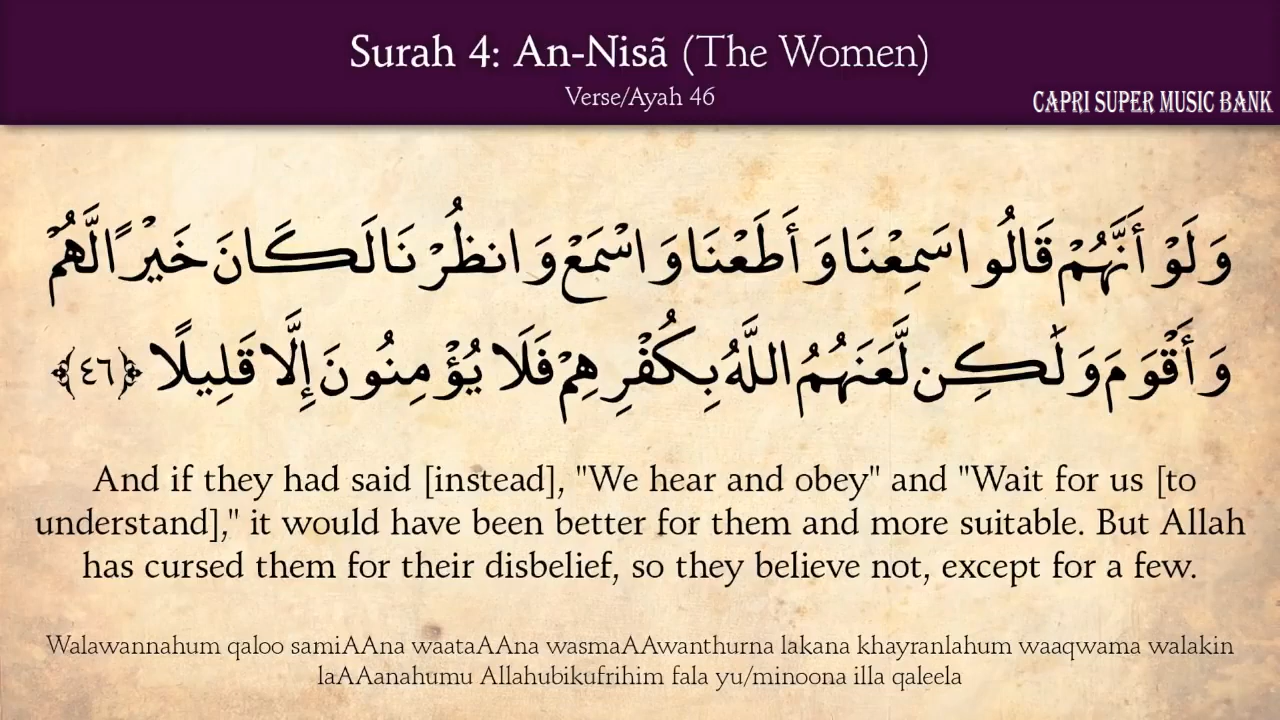 Surah 4: An-Nisã (The Women)
Verse/Ayah 46
CAPRI SUPER MUSIC BANK
وَلَوْ أَنَّهُمْ قَالُوا سَمِعْنَا وَأَطَعْنَا وَاسْمَعْ وَانظُرْنَا لَكَانَ خَيْرًا لَّهُمْ
وَأَقْوَمَ وَلَٰكِن لَّعَنَهُمُ اللَّهُ بِكُفْرِهِمْ فَلَا يُؤْمِنُونَ إِلَّا قَلِيلًا ﴿٤٦﴾
And if they had said [instead], "We hear and obey" and "Wait for us [to
understand]," it would have been better for them and more suitable. But Allah
has cursed them for their disbelief, so they believe not, except for a few.
Walawannahum qaloo samiAAna waataAAna wasmaAAwanthurna lakana khayranlahum waaqwama walakin
laAAanahumu Allahubikufrihim fala yu/minoona illa qaleela